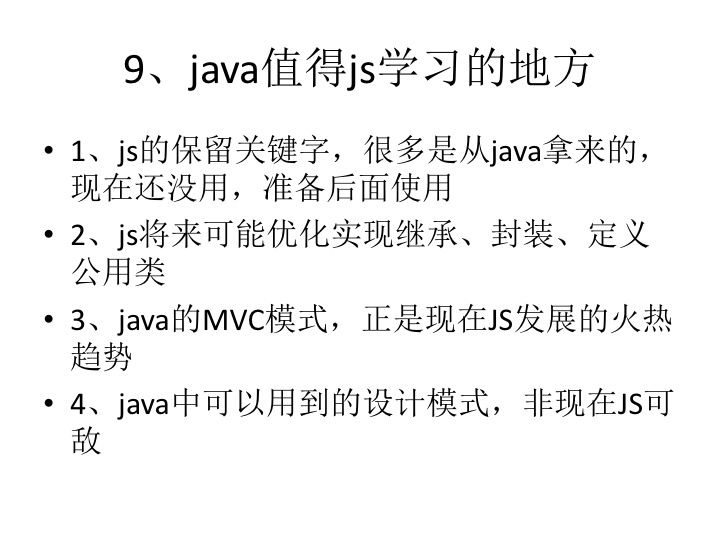 9、java值得js学习的地方
• 1、js的保留关键字，很多是从java拿来的，
现在还没用，准备后面使用
• 2、js将来可能优化实现继承、封装、定义
公用类
• 3、java的MVC模式，正是现在JS发展的火热
趋势
• 4、java中可以用到的设计模式，非现在JS可
敌